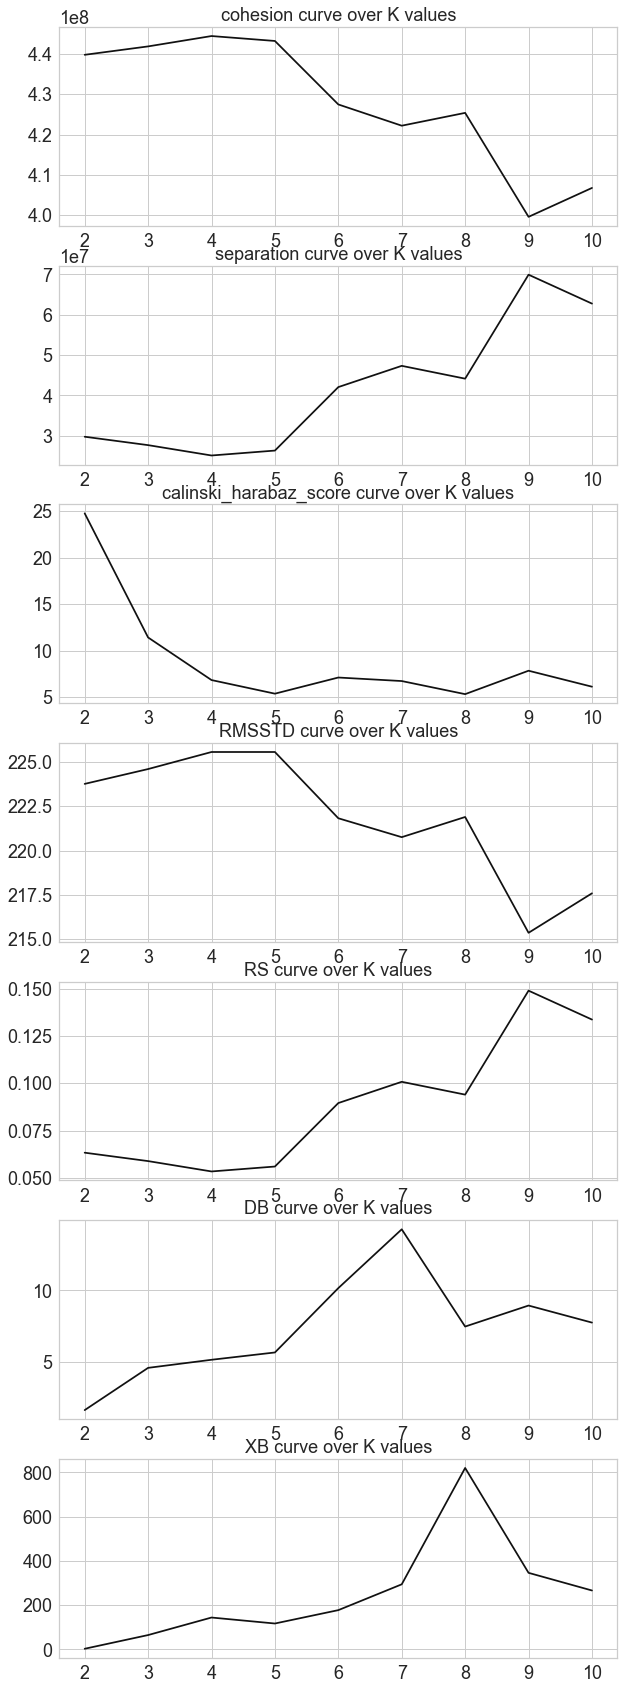 cohesion curve over K values
1e8
4.4
4.3
4.2
4.1
4.0
2 3 4 5 6 7 8 9 10
separation curve over K values
1e7
7
6
5
4
3
2 3 4 5 6 7 8 9 10
calinski_harabaz_score curve over K values
25
20
15
10
5
2 3 4 5 6 7 8 9 10
RMSSTD curve over K values
225.0
222.5
220.0
217.5
215.0
2 3 4 5 6 7 8 9 10
RS curve over K values
0.150
0.125
0.100
0.075
0.050
2 3 4 5 6 7 8 9 10
DB curve over K values
10
5
2 3 4 5 6 7 8 9 10
XB curve over K values
800
600
400
200
0
2 3 4 5 6 7 8 9 10